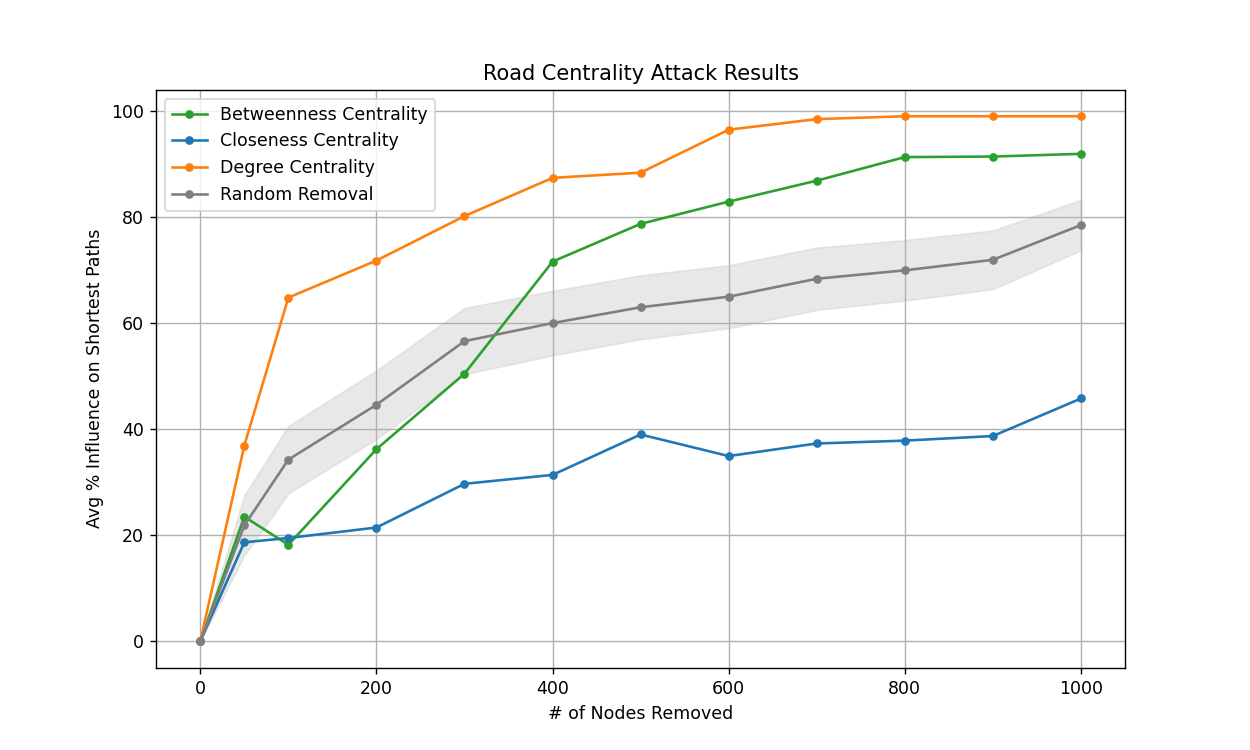 Road Centrality Attack Results
Betweenness Centrality
Closeness Centrality
Degree Centrality
Random Removal
Avg % Influence on Shortest Paths
100
80
60
40
20
0
0 200 400 600 800 1000
# of Nodes Removed